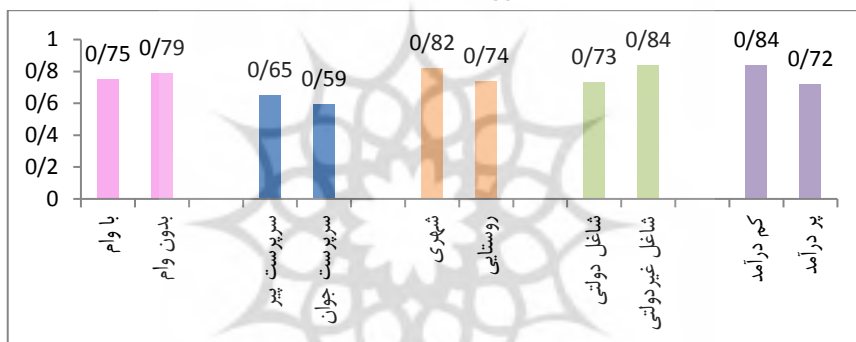 1
0/8
0/6
0/4
0/2
0
0/75
0/79
0/65
0/59
0/82
0/74
0/73
0/84
0/84
0/72
با وام
بدون وام
سرپرست پیر
سرپرست جوان
شهری
روستایی
شاغل دولتی
شاغل غیر دولتی
کم درآمد
پر درآمد